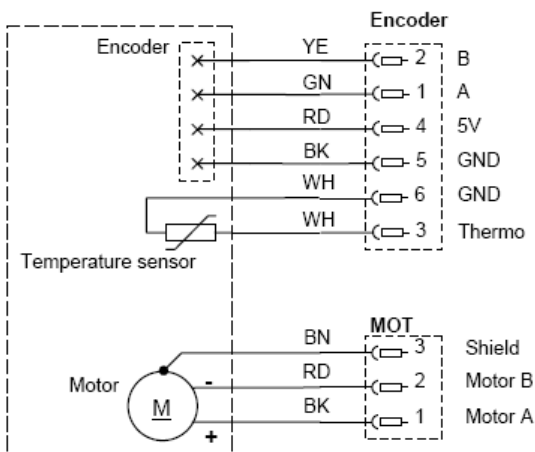 Encoder
Encoder YE 2 B
GN 1 A
RD 4 5V
BK 5 GND
WH 6 GND
WH 3 Thermo
Temperature sensor
MOT
BN 3 Shield
Motor - RD 2 Motor B
M BK 1 Motor A
+